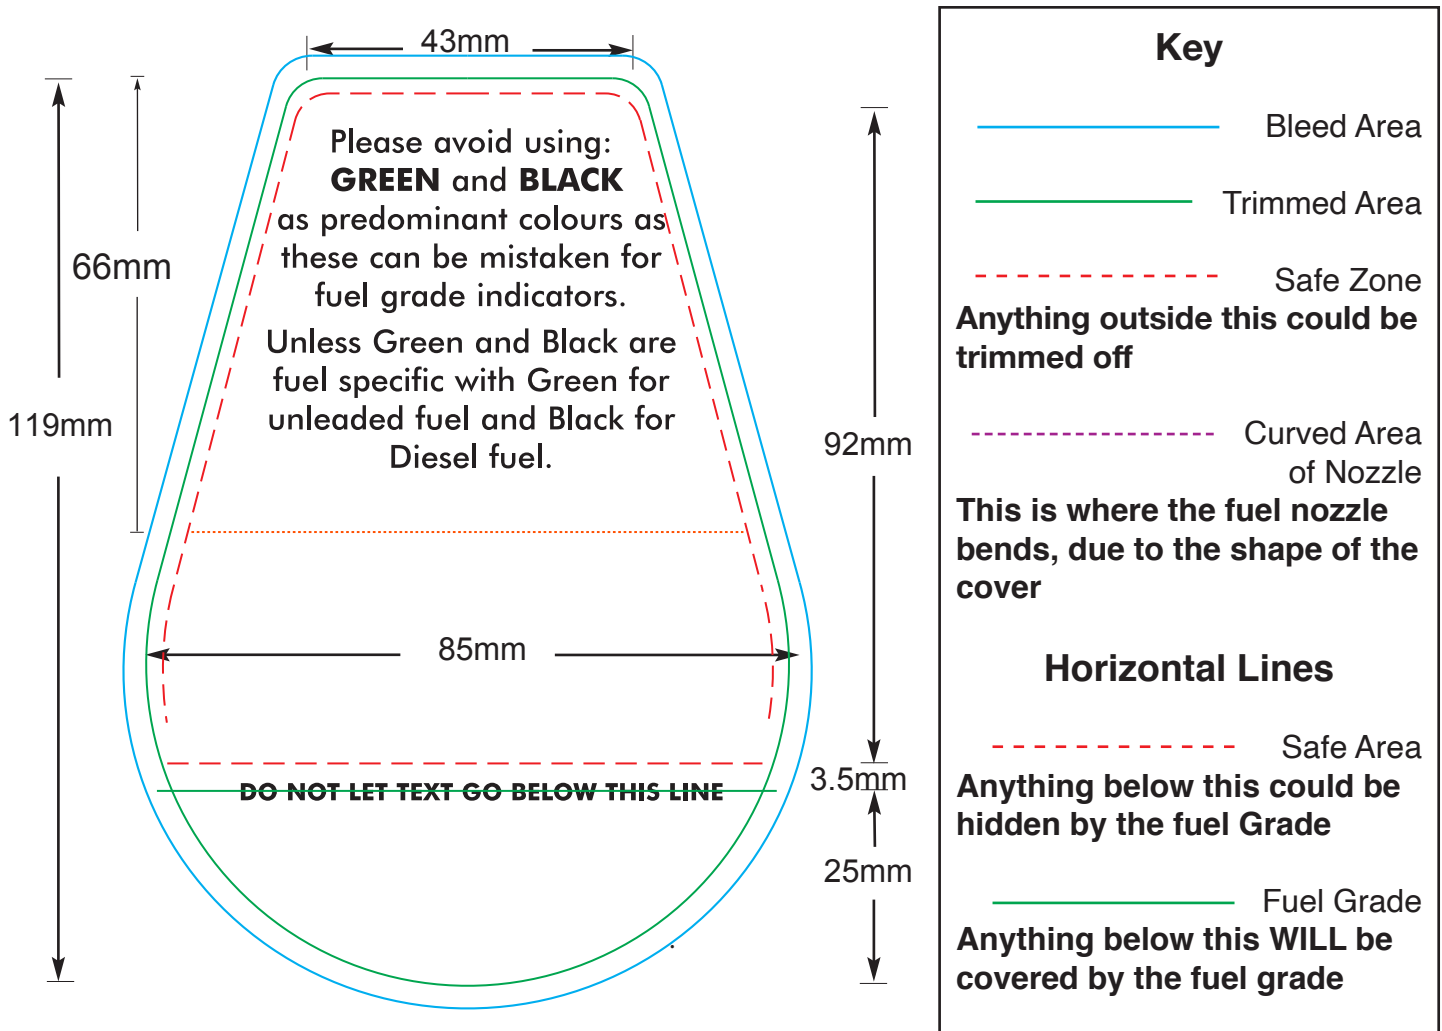 43mm
Please avoid using:
GREEN and BLACK
as predominant colours as
these can be mistaken for
fuel grade indicators.
Unless Green and Black are
fuel specific with Green for
unleaded fuel and Black for
Diesel fuel.
66mm
119mm
92mm
85mm
3.5mm
DO NOT LET TEXT GO BELOW THIS LINE
25mm
Key
Bleed Area
Trimmed Area
Safe Zone
Anything outside this could be
trimmed off
Curved Area
of Nozzle
This is where the fuel nozzle
bends, due to the shape of the
cover
Horizontal Lines
Safe Area
Anything below this could be
hidden by the fuel Grade
Fuel Grade
Anything below this WILL be
covered by the fuel grade